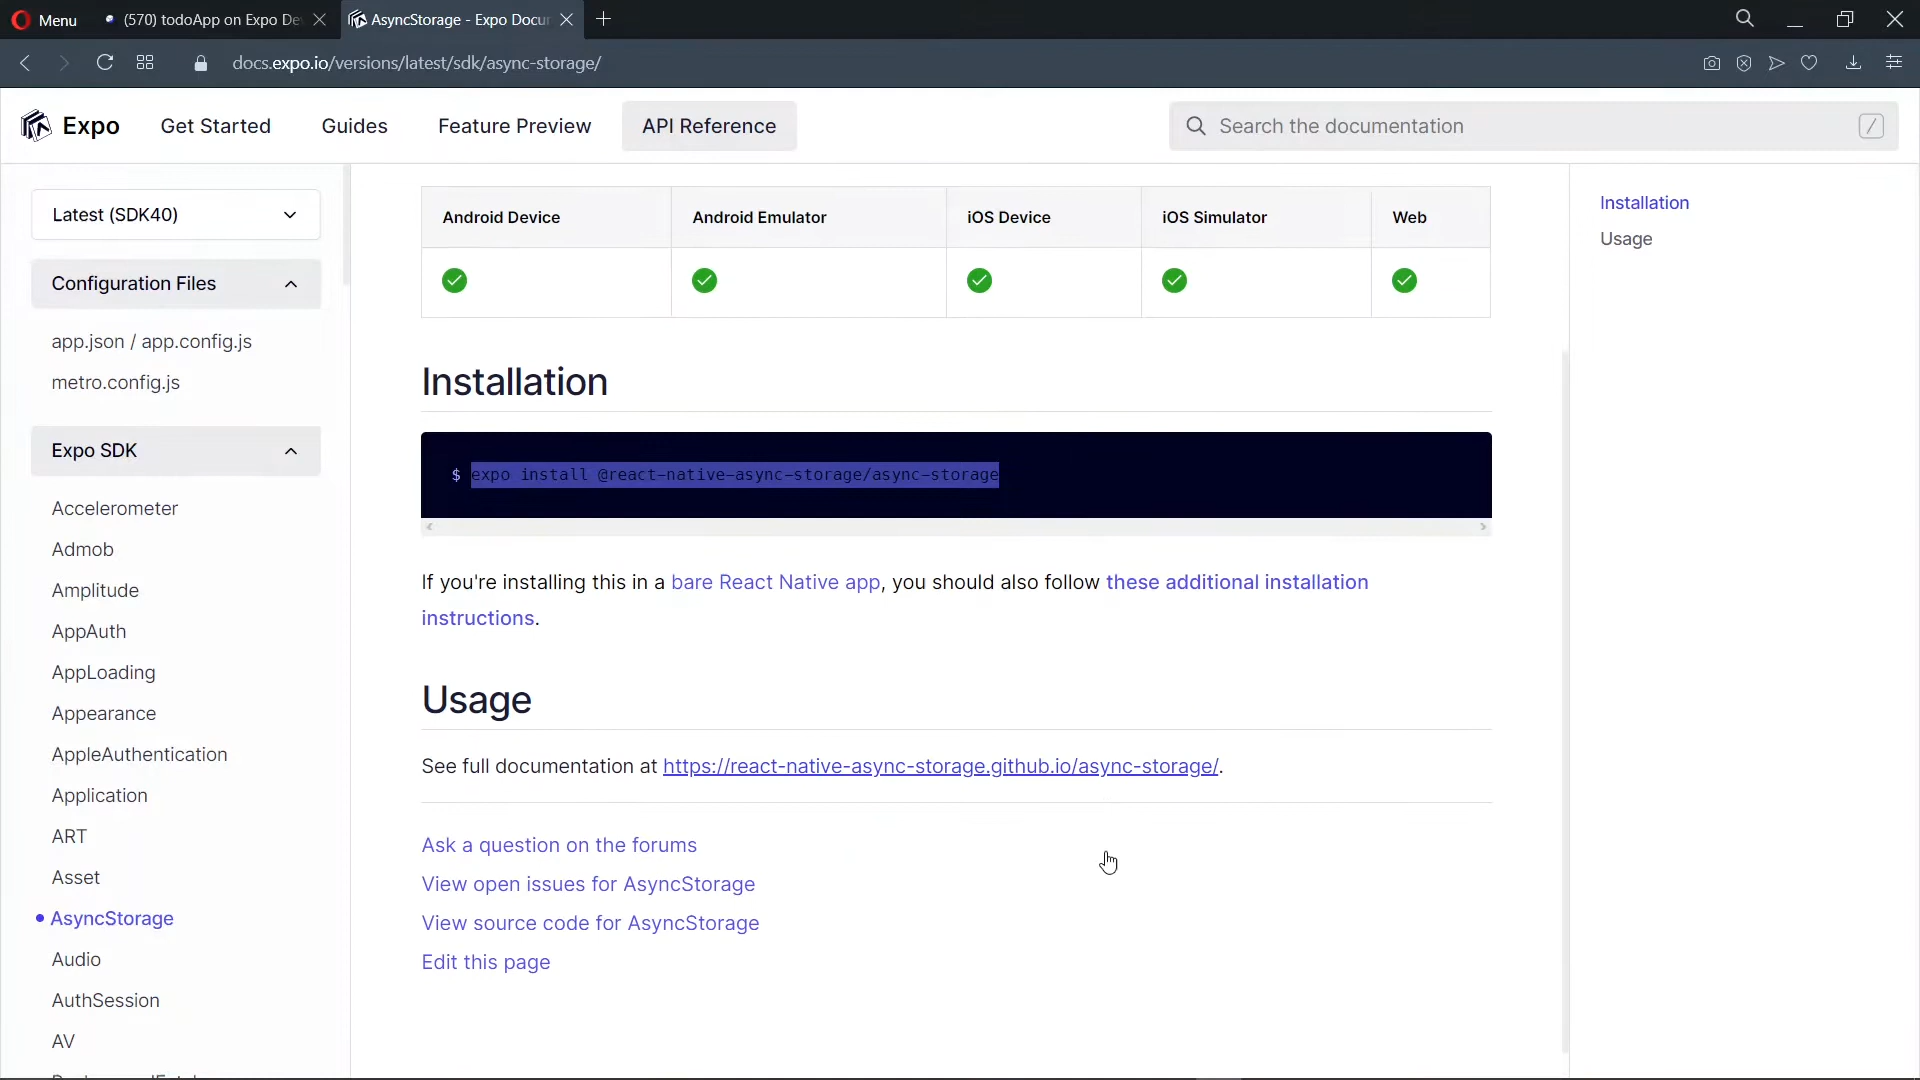 Menu
(570) todoApp on Expo De
AsyncStorage - Expo Docu
docs.expo.io/versions/latest/sdk/async-storage/
Expo
Get Started
Guides
Feature Preview
API Reference
Search the documentation
/
Latest (SDK40)
Configuration Files
app.json / app.config.js
metro.config.js
Expo SDK
Accelerometer
Admob
Amplitude
AppAuth
AppLoading
Appearance
AppleAuthentication
Application
ART
Asset
AsyncStorage
Audio
AuthSession
AV
Android Device
Android Emulator
iOS Device
iOS Simulator
Web
Installation
$ expo install @react-native-async-storage/async-storage
If you're installing this in a bare React Native app, you should also follow these additional installation
instructions.
Usage
See full documentation at https://react-native-async-storage.github.io/async-storage/.
Ask a question on the forums
View open issues for AsyncStorage
View source code for AsyncStorage
Edit this page
Installation
Usage